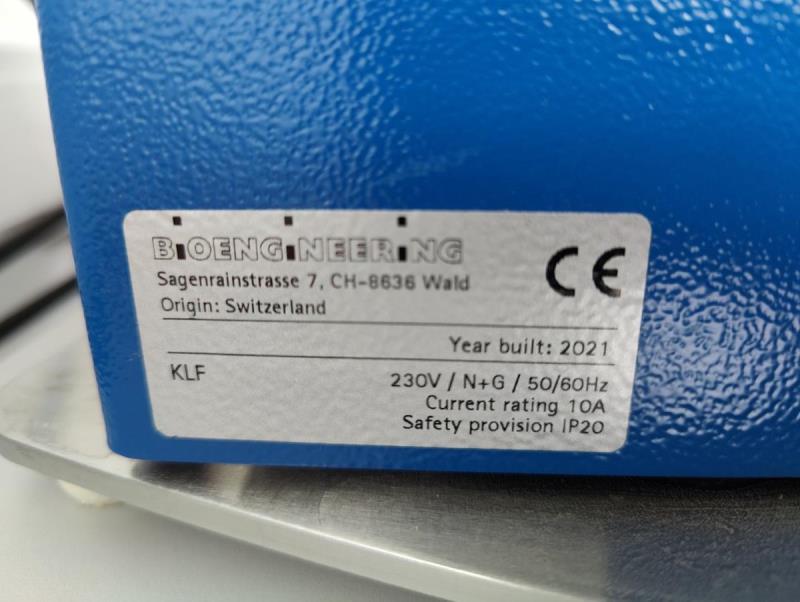 BiOENGiNEERiNG
Sagenrainstrasse 7, CH-8636 Wald
Origin: Switzerland
CE
Year built: 2021
KLF
230V / N+G / 50/60Hz
Current rating 10A
Safety provision IP20